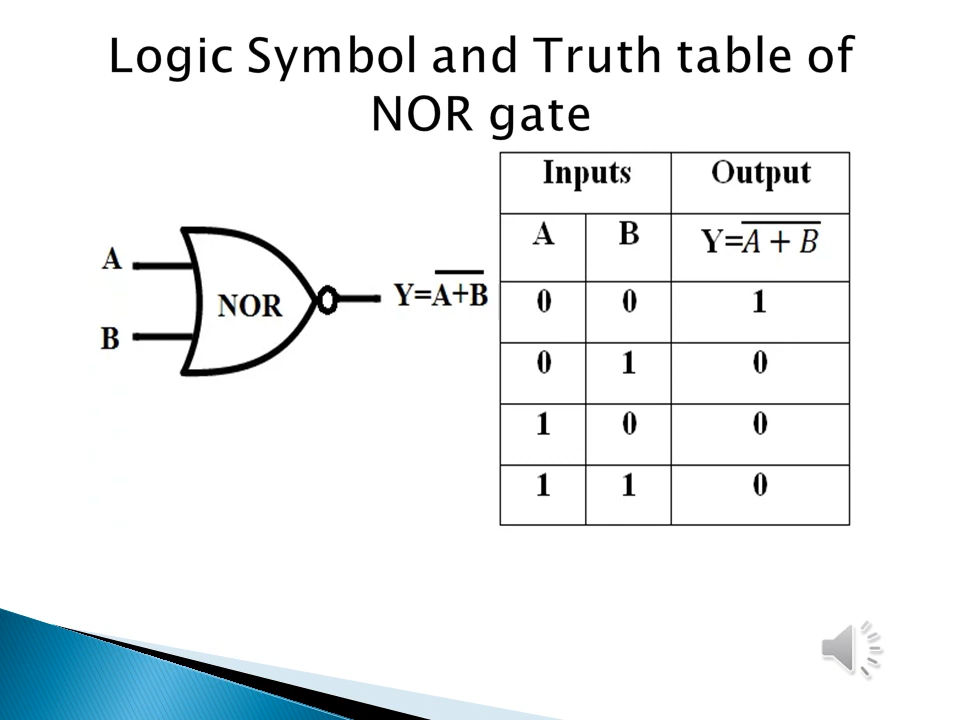 Logic Symbol and Truth table of
NOR gate
A
B
NOR
Y=A̅+̅B̅
Inputs Output
A B Y=A̅ ̅+̅ ̅B̅
0 0 1
0 1 0
1 0 0
1 1 0